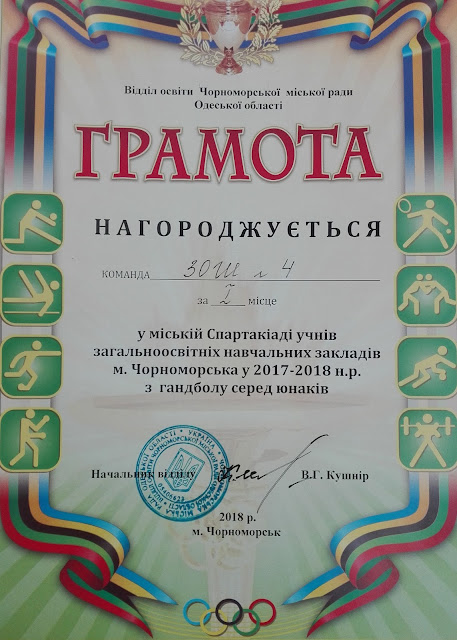 Відділ освіти Чорноморської міської ради
Одеської області
ГРАМОТА
НАГОРОДЖУЄТЬСЯ
КОМАНДА ЗОШ № 4
за I місце
у міській Спартакіаді учнів
загальноосвітніх навчальних закладів
м. Чорноморська у 2017-2018 н.р.
з гандболу серед юнаків
Начальник відділу В.Г. Кушнір
2018 р.
м. Чорноморськ